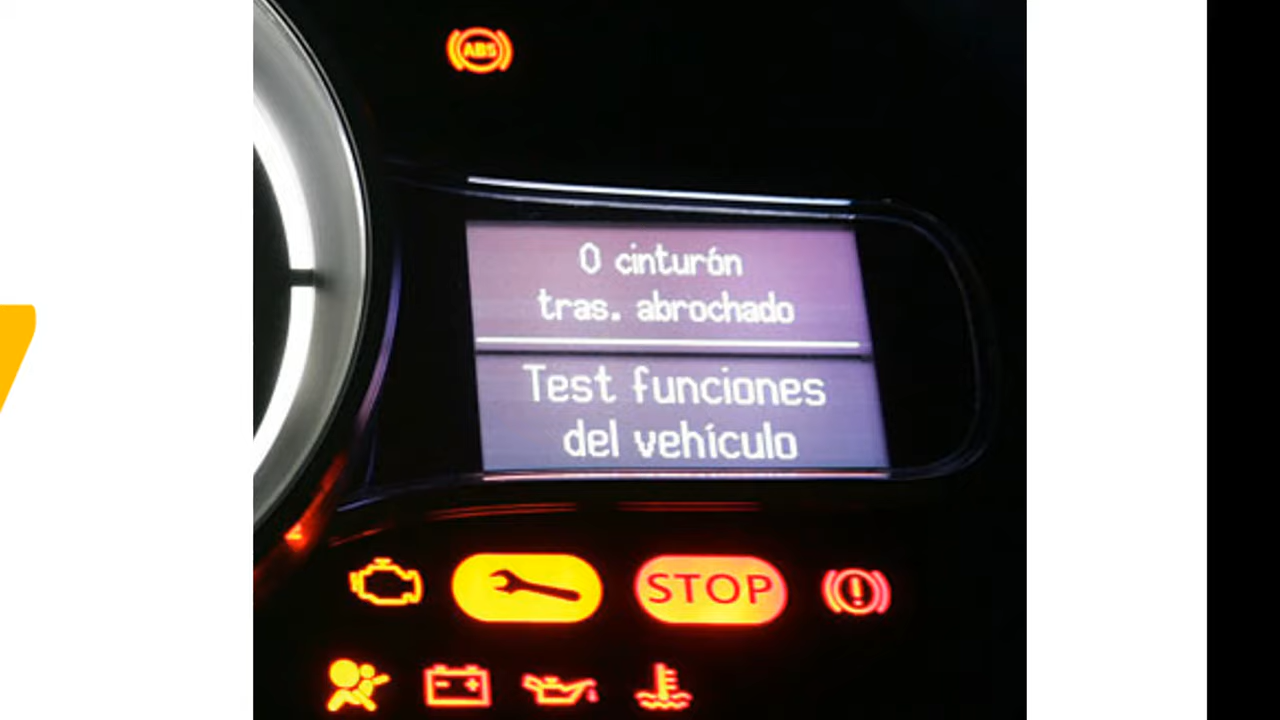 ABS
0 cinturón
tras. abrochado
Test funciones
del vehículo
STOP